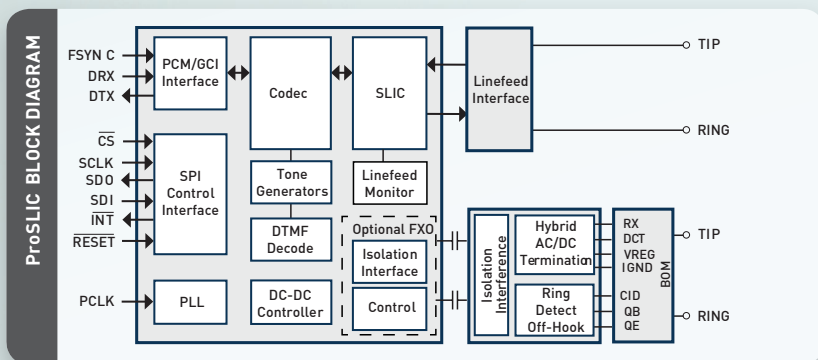 ProSLIC BLOCK DIAGRAM
FSYN C
DRX
DTX
CS
SCLK
SDO
SDI
INT
RESET
PCLK
PCM/GCI
Interface
SPI
Control
Interface
PLL
Codec
Tone
Generators
DTMF
Decode
DC-DC
Controller
SLIC
Linefeed
Monitor
Optional FXO
Isolation
Interface
Control
Linefeed
Interface
TIP
RING
Isolation
Interference
Hybrid
AC/DC
Termination
Ring
Detect
Off-Hook
RX
DCT
VREG
IGND
CID
QB
QE
BOM
TIP
RING